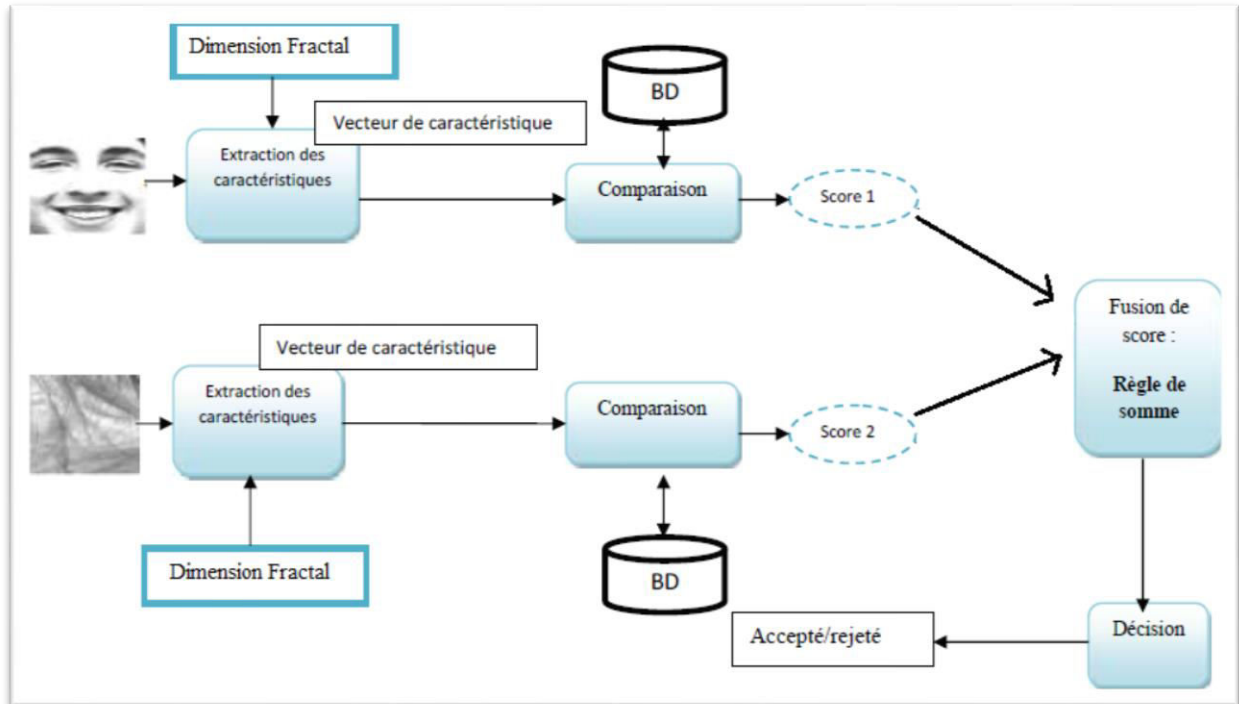 Dimension Fractal
BD
Vecteur de caractéristique
Extraction des
caractéristiques
Comparaison
Score 1
Fusion de
score :
Règle de
somme
Vecteur de caractéristique
Extraction des
caractéristiques
Comparaison
Score 2
Dimension Fractal
BD
Accepté/rejeté
Décision